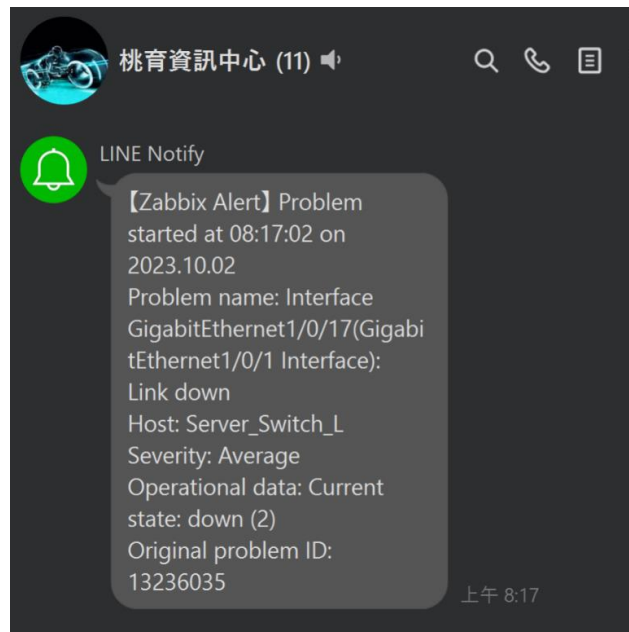 桃育資訊中心 (11)
LINE Notify
【Zabbix Alert】Problem
started at 08:17:02 on
2023.10.02
Problem name: Interface
GigabitEthernet1/0/17(Gigabi
tEthernet1/0/1 Interface):
Link down
Host: Server_Switch_L
Severity: Average
Operational data: Current
state: down (2)
Original problem ID:
13236035
上午 8:17